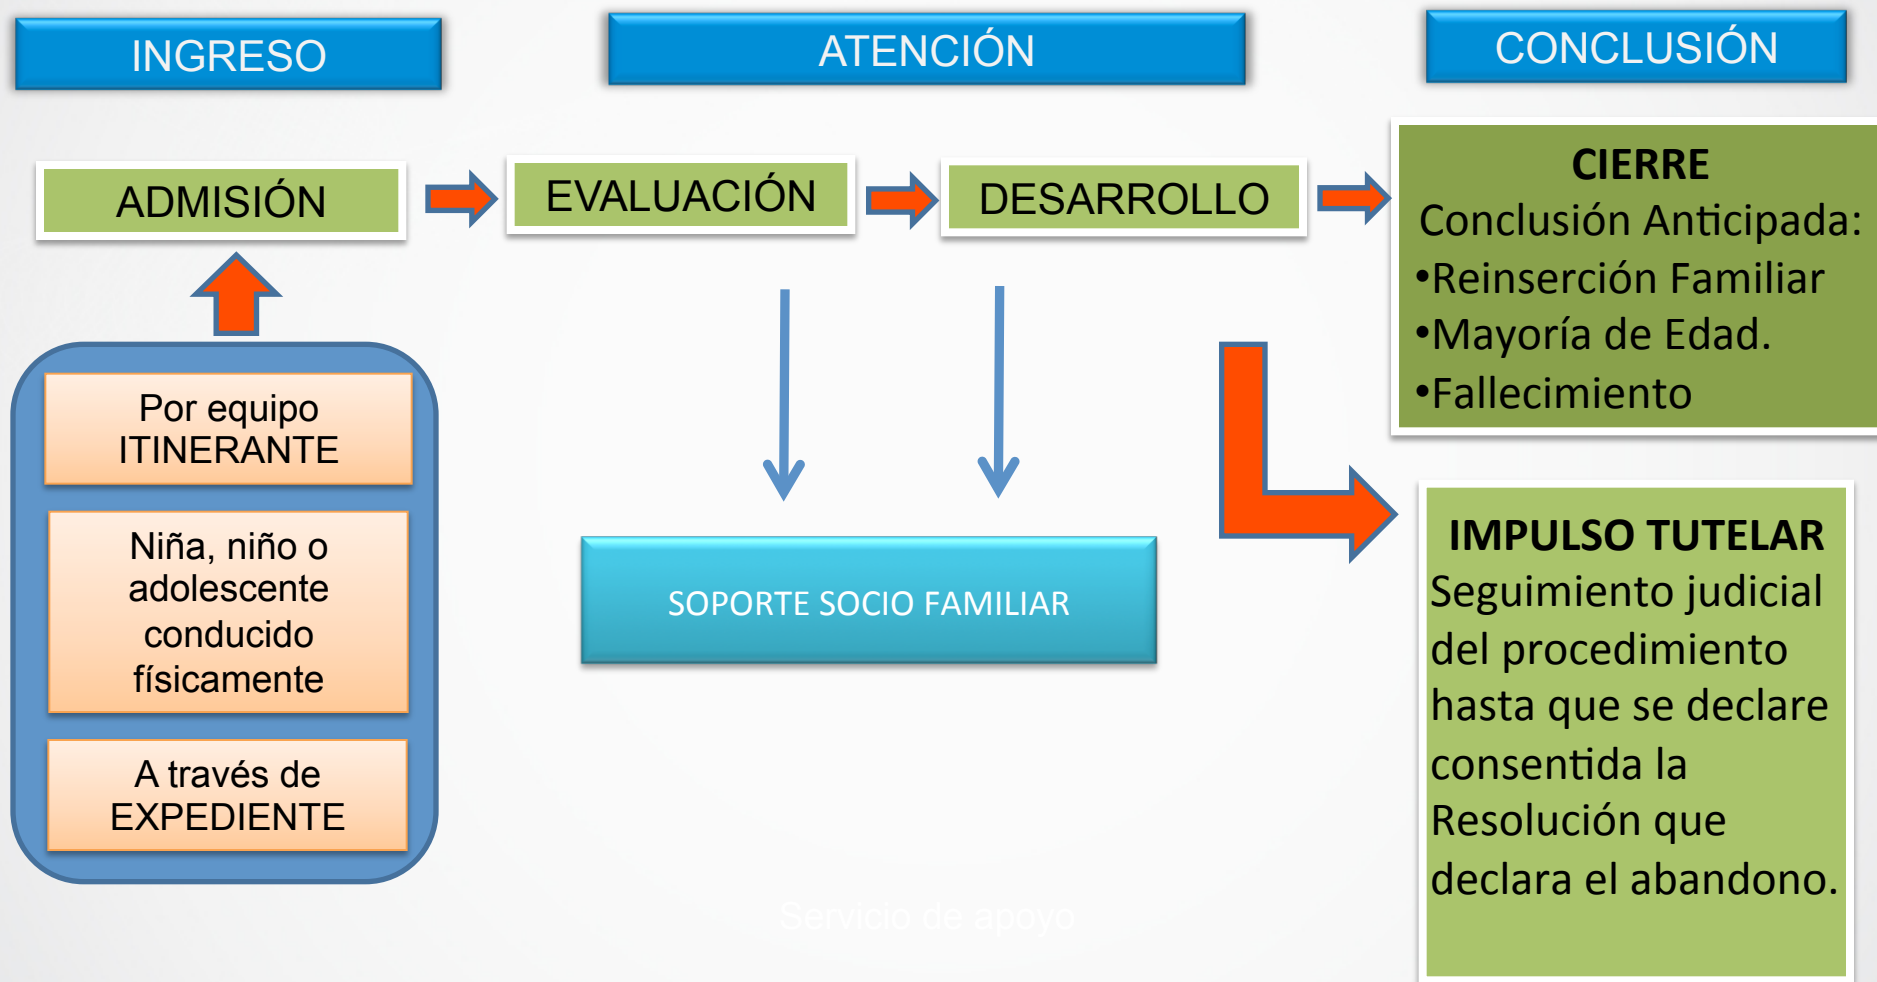 INGRESO
ATENCIÓN
CONCLUSIÓN
ADMISIÓN
EVALUACIÓN
DESARROLLO
CIERRE
Conclusión Anticipada:
•Reinserción Familiar
•Mayoría de Edad.
•Fallecimiento
Por equipo
ITINERANTE
Niña, niño o
adolescente
conducido
físicamente
A través de
EXPEDIENTE
SOPORTE SOCIO FAMILIAR
IMPULSO TUTELAR
Seguimiento judicial
del procedimiento
hasta que se declare
consentida la
Resolución que
declara el abandono.
Servicio de apoyo